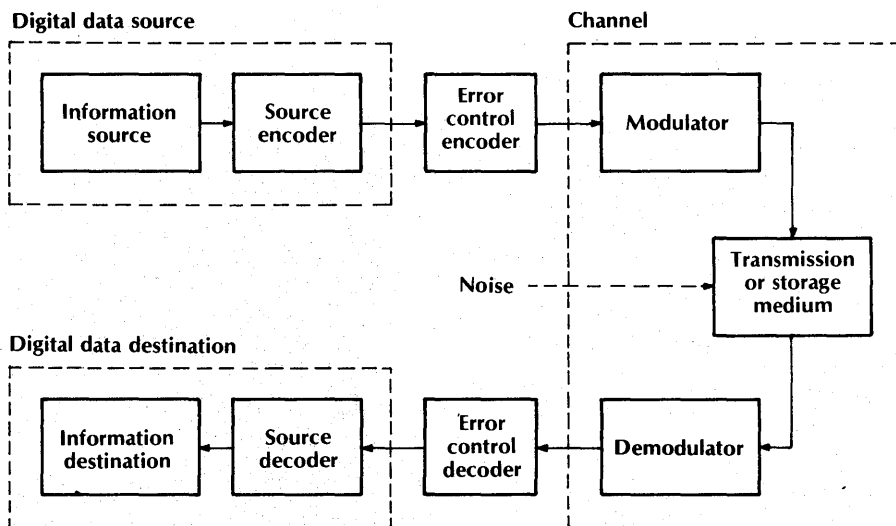 Digital data source
Channel
Information
source
Source
encoder
Error
control
encoder
Modulator
Transmission
or storage
medium
Noise
Digital data destination
Information
destination
Source
decoder
Error
control
decoder
Demodulator